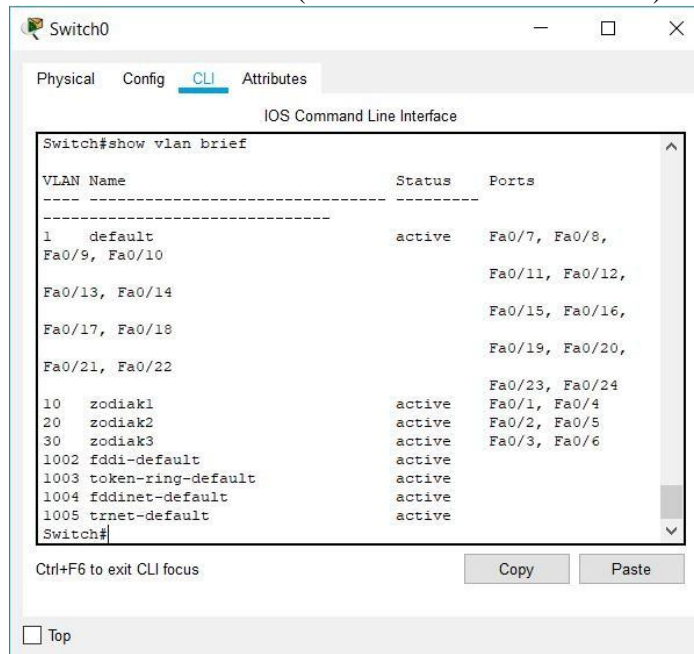 Switch0
Physical Config CLI Attributes
IOS Command Line Interface
Switch#show vlan brief
VLAN Name Status Ports
---- -------------------------------- ---------
-------------------------------
1 default active Fa0/7, Fa0/8,
Fa0/9, Fa0/10
Fa0/11, Fa0/12,
Fa0/13, Fa0/14
Fa0/15, Fa0/16,
Fa0/17, Fa0/18
Fa0/19, Fa0/20,
Fa0/21, Fa0/22
Fa0/23, Fa0/24
10 zodiak1 active Fa0/1, Fa0/4
20 zodiak2 active Fa0/2, Fa0/5
30 zodiak3 active Fa0/3, Fa0/6
1002 fddi-default active
1003 token-ring-default active
1004 fddinet-default active
1005 trnet-default active
Switch#
Ctrl+F6 to exit CLI focus Copy Paste
Top